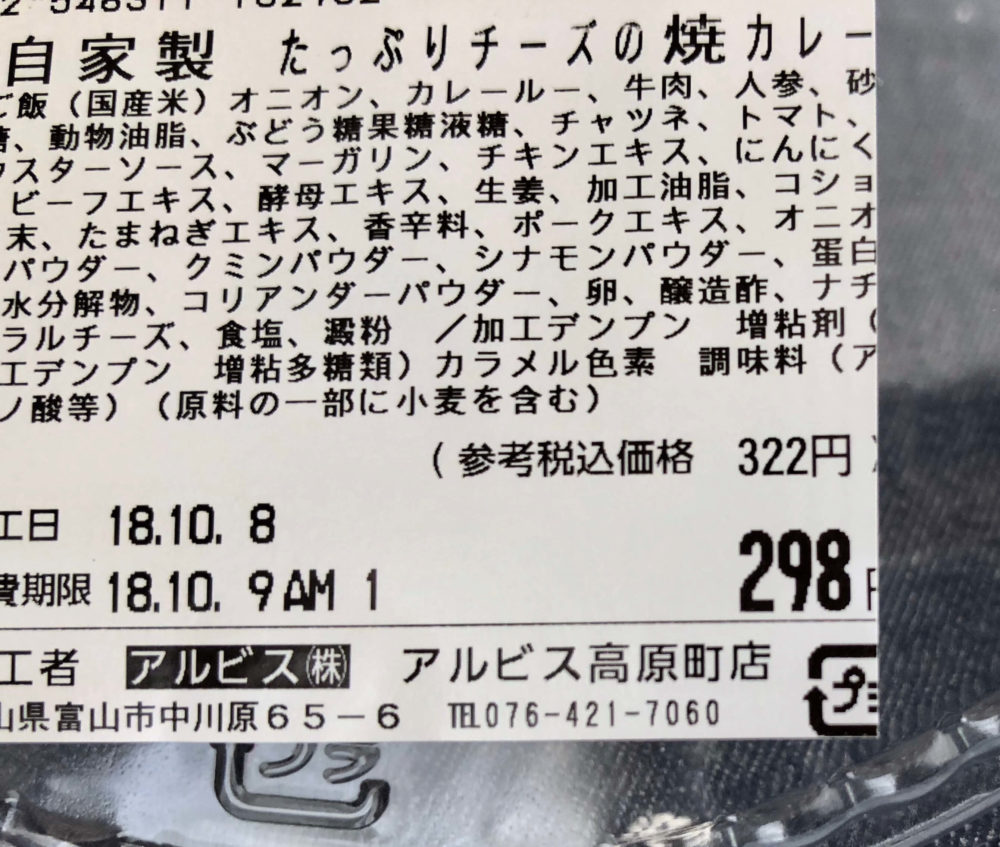 自家製 たっぷりチーズの焼カレー
ご飯（国産米）オニオン、カレールー、牛肉、人参、砂
糖、動物油脂、ぶどう糖果糖液糖、チャツネ、トマト、
スターソース、マーガリン、チキンエキス、にんにく
ビーフエキス、酵母エキス、生姜、加工油脂、コショ
末、たまねぎエキス、香辛料、ポークエキス、オニオ
パウダー、クミンパウダー、シナモンパウダー、蛋白
水分解物、コリアンダーパウダー、卵、醸造酢、ナチ
ラルチーズ、食塩、澱粉 ／加工デンプン 増粘剤（
工デンプン 増粘多糖類）カラメル色素 調味料（ア
ノ酸等）（原料の一部に小麦を含む）
（参考税込価格 322円）
工日 18.10. 8
298円
費期限 18.10. 9 AM 1
工者 アルビス㈱ アルビス高原町店
山県富山市中川原６５－６ ℡076-421-7060
プラ